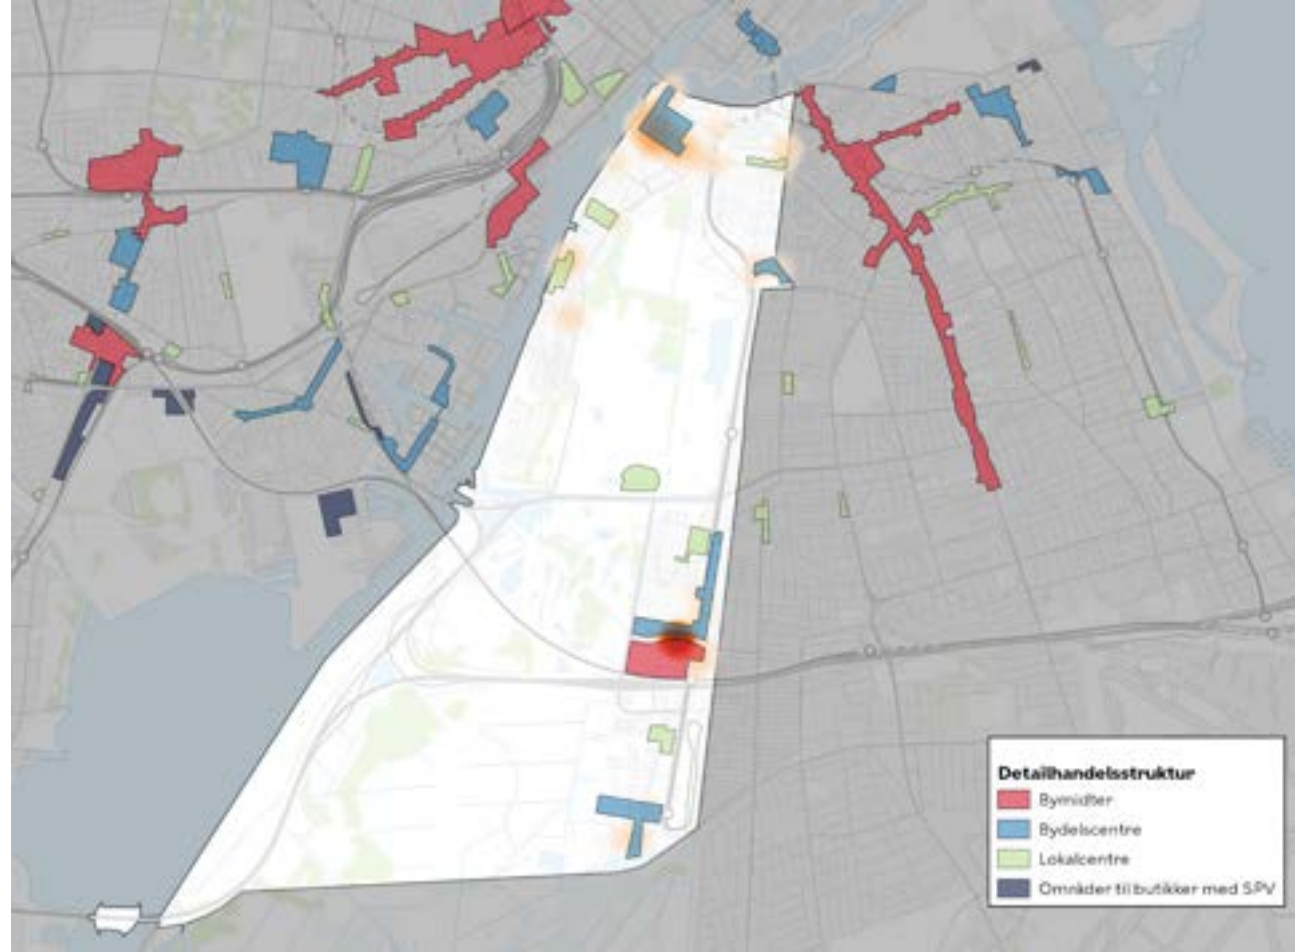 Detailhandelsstruktur
Bymidter
Bydelscentre
Lokalcentre
Områder til butikker med SPV